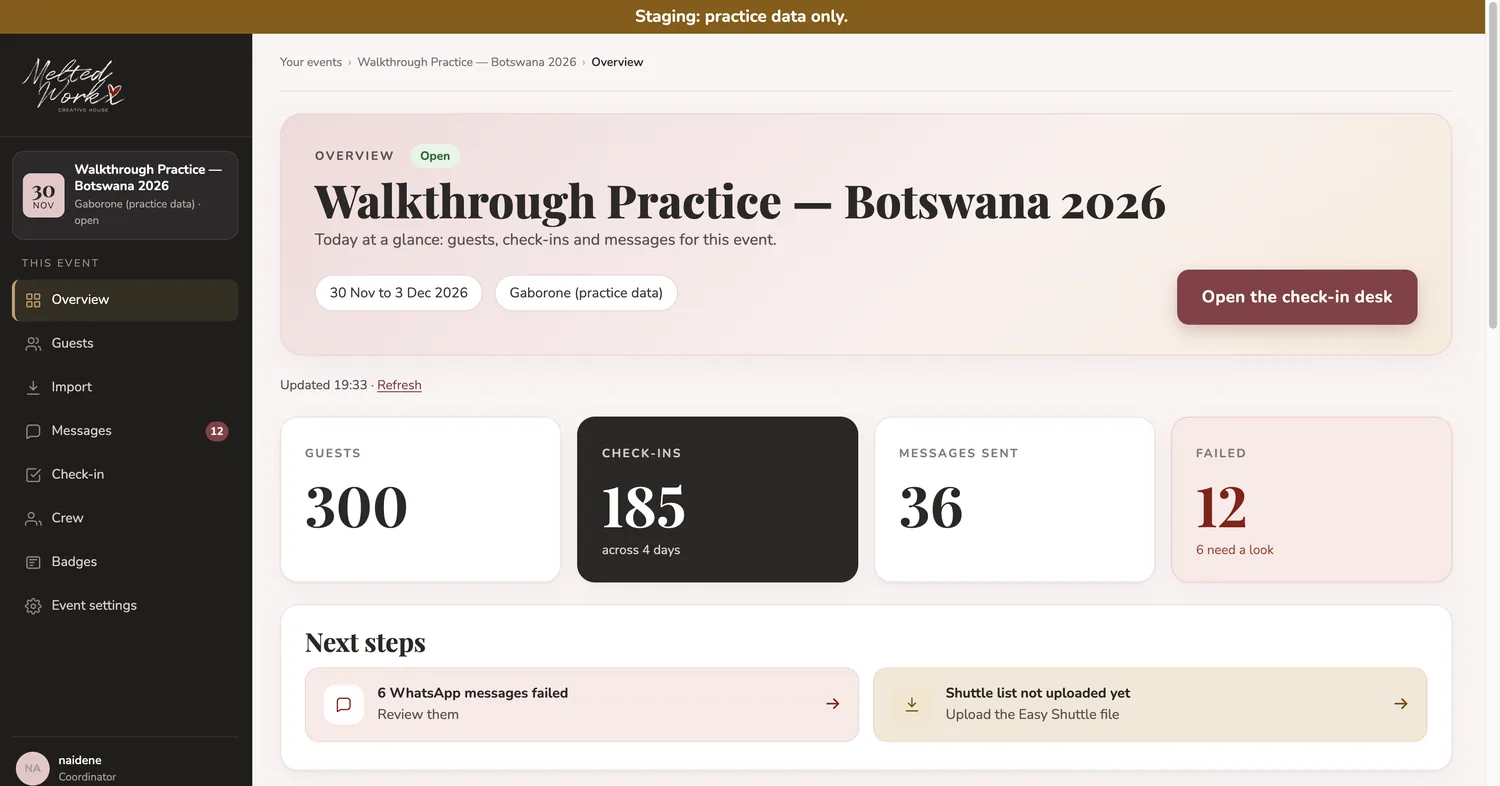 Staging: practice data only.
Melted
Workx
CREATIVE HOUSE
30
NOV
Walkthrough Practice —
Botswana 2026
Gaborone (practice data) ·
open
THIS EVENT
Overview
Guests
Import
Messages
12
Check-in
Crew
Badges
Event settings
NA
naidene
Coordinator
Your events › Walkthrough Practice — Botswana 2026 › Overview
OVERVIEW
Open
Walkthrough Practice — Botswana 2026
Today at a glance: guests, check-ins and messages for this event.
30 Nov to 3 Dec 2026
Gaborone (practice data)
Open the check-in desk
Updated 19:33 · Refresh
GUESTS
300
CHECK-INS
185
across 4 days
MESSAGES SENT
36
FAILED
12
6 need a look
Next steps
6 WhatsApp messages failed
Review them
Shuttle list not uploaded yet
Upload the Easy Shuttle file